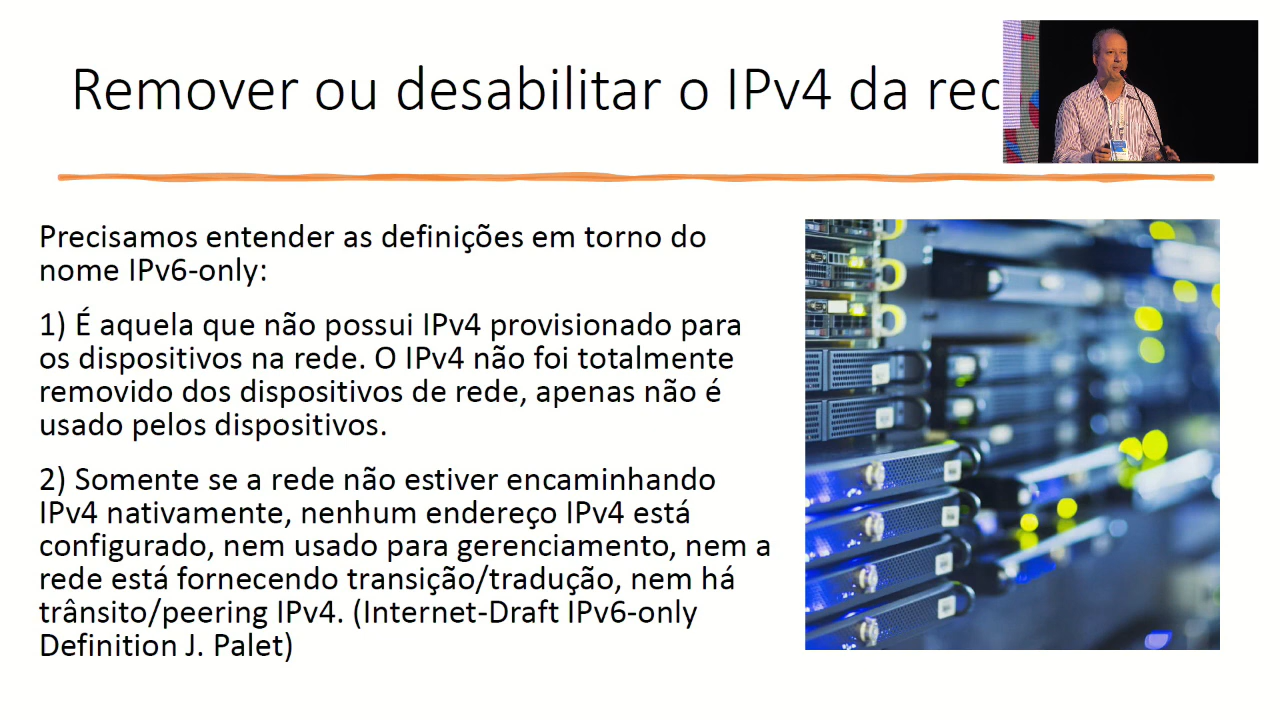 Remover ou desabilitar o IPv4 da rec
Precisamos entender as definições em torno do
nome IPv6-only:
1) É aquela que não possui IPv4 provisionado para
os dispositivos na rede. O IPv4 não foi totalmente
removido dos dispositivos de rede, apenas não é
usado pelos dispositivos.
2) Somente se a rede não estiver encaminhando
IPv4 nativamente, nenhum endereço IPv4 está
configurado, nem usado para gerenciamento, nem a
rede está fornecendo transição/tradução, nem há
trânsito/peering IPv4. (Internet-Draft IPv6-only
Definition J. Palet)